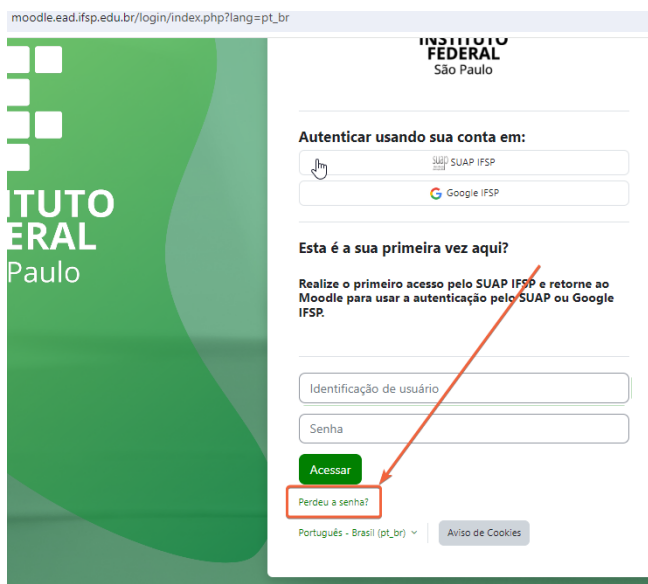 moodle.ead.ifsp.edu.br/login/index.php?lang=pt_br
INSTITUTO
FEDERAL
São Paulo
TITUTO
ERAL
Paulo
Autenticar usando sua conta em:
SUAP SUAP IFSP
Google IFSP
Esta é a sua primeira vez aqui?
Realize o primeiro acesso pelo SUAP IFSP e retorne ao
Moodle para usar a autenticação pelo SUAP ou Google
IFSP.
Identificação de usuário
Senha
Acessar
Perdeu a senha?
Português - Brasil (pt_br)
Aviso de Cookies